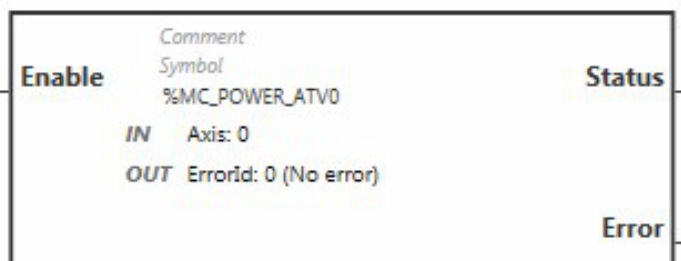 Comment
Symbol
Enable
Status
%MC_POWER_ATV0
IN Axis: 0
OUT ErrorId: 0 (No error)
Error